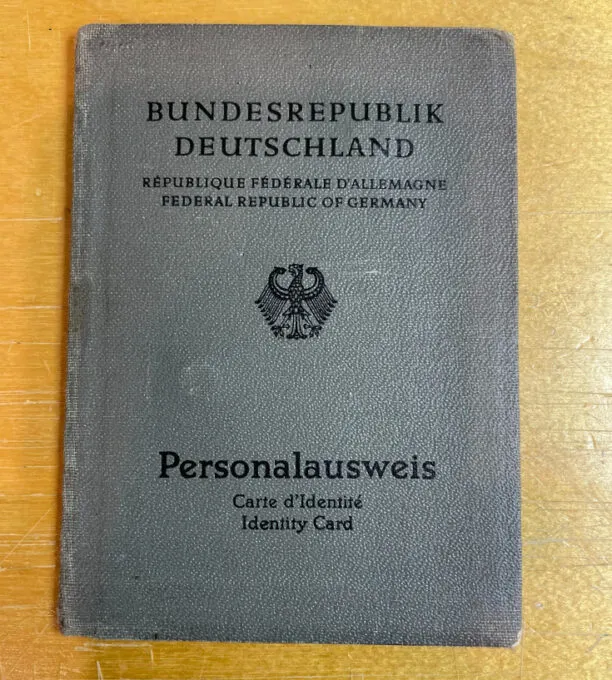 BUNDESREPUBLIK
DEUTSCHLAND
RÉPUBLIQUE FÉDÉRALE D'ALLEMAGNE
FEDERAL REPUBLIC OF GERMANY
Personalausweis
Carte d'Identité
Identity Card